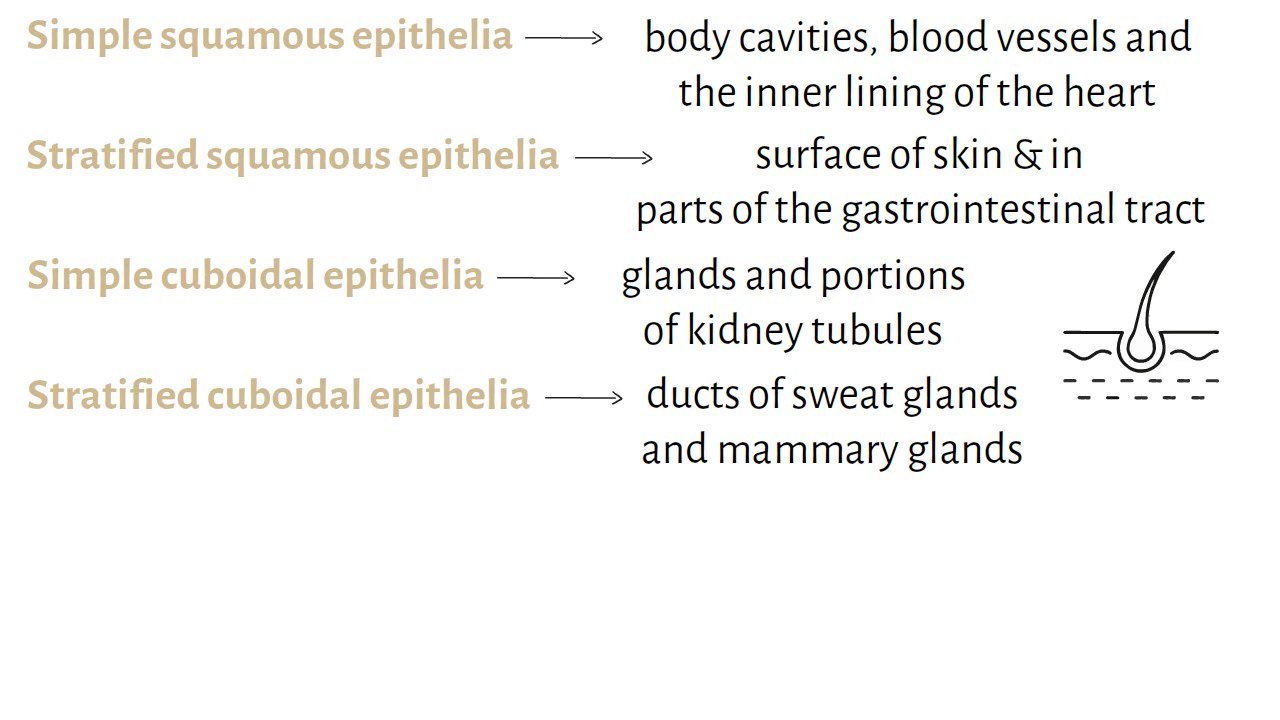 Simple squamous epithelia body cavities, blood vessels and
the inner lining of the heart
Stratified squamous epithelia surface of skin & in
parts of the gastrointestinal tract
Simple cuboidal epithelia glands and portions
of kidney tubules
Stratified cuboidal epithelia ducts of sweat glands
and mammary glands